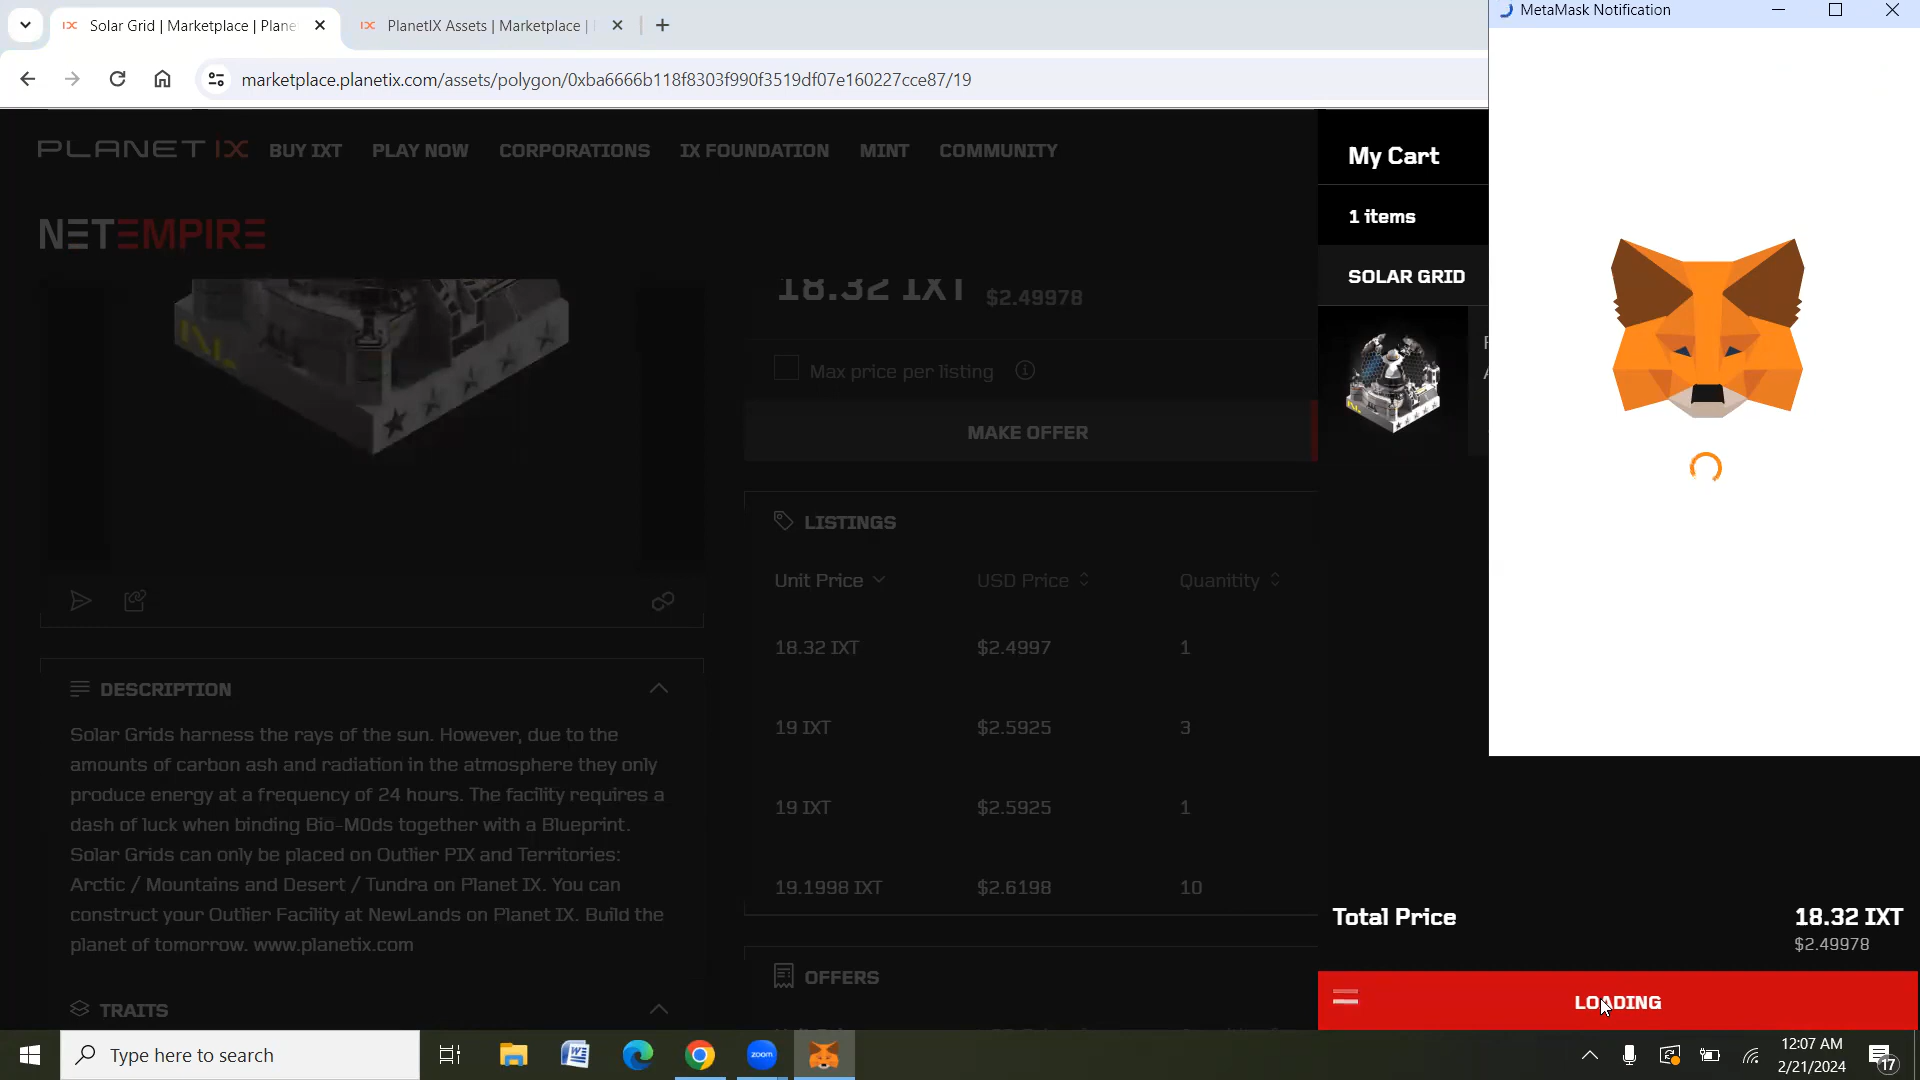 Solar Grid | Marketplace | Plane
PlanetIX Assets | Marketplace |
MetaMask Notification
marketplace.planetix.com/assets/polygon/0xba6666b118f8303f990f3519df07e160227cce87/19
PLANET IX
BUY IXT
PLAY NOW
CORPORATIONS
IX FOUNDATION
MINT
COMMUNITY
My Cart
NETEMPIRE
1 items
SOLAR GRID
18.32 IXT $2.49978
Max price per listing
MAKE OFFER
LISTINGS
Unit Price USD Price Quanitity
18.32 IXT $2.4997 1
19 IXT $2.5925 3
19 IXT $2.5925 1
19.1998 IXT $2.6198 10
DESCRIPTION
Solar Grids harness the rays of the sun. However, due to the
amounts of carbon ash and radiation in the atmosphere they only
produce energy at a frequency of 24 hours. The facility requires a
dash of luck when binding Bio-M0ds together with a Blueprint.
Solar Grids can only be placed on Outlier PIX and Territories:
Arctic / Mountains and Desert / Tundra on Planet IX. You can
construct your Outlier Facility at NewLands on Planet IX. Build the
planet of tomorrow. www.planetix.com
TRAITS
OFFERS
Total Price
18.32 IXT
$2.49978
LOADING
Type here to search
zoom
12:07 AM
2/21/2024
17